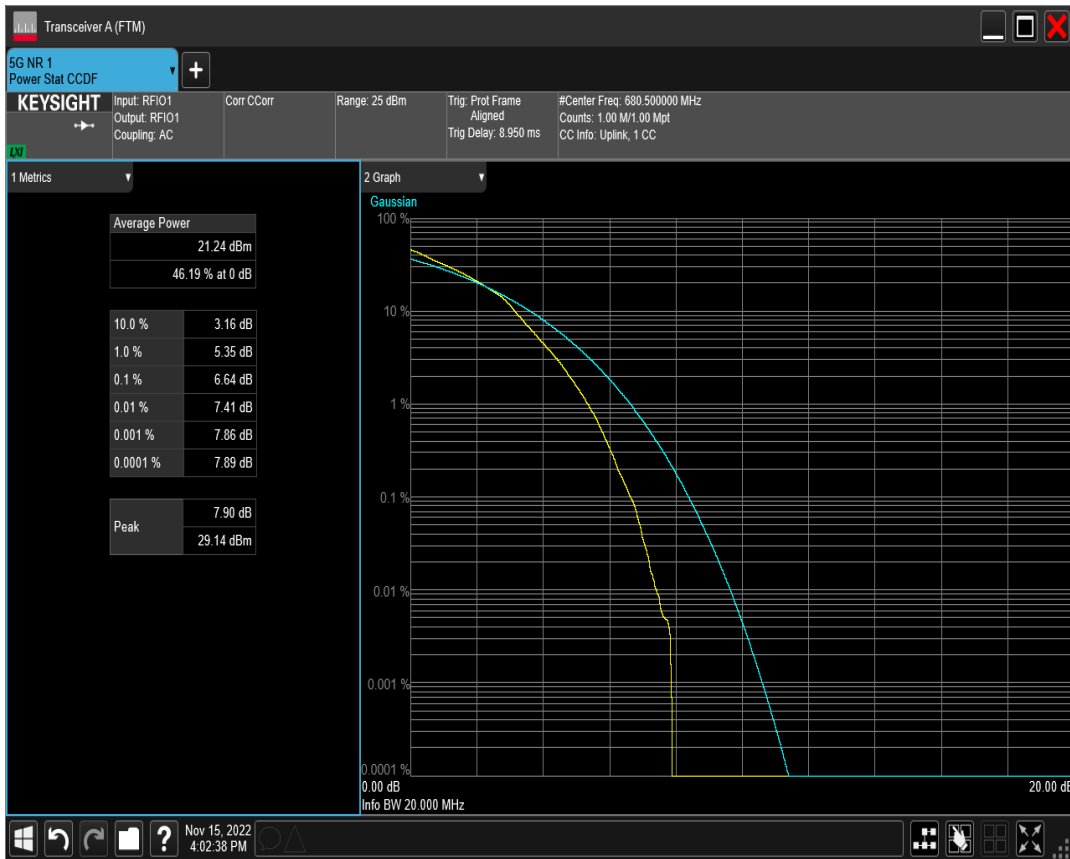 Transceiver A (FTM)
5G NR 1
Power Stat CCDF
+
KEYSIGHT
LXI
Input: RFIO1
Output: RFIO1
Coupling: AC
Corr CCorr
Range: 25 dBm
Trig: Prot Frame
Aligned
Trig Delay: 8.950 ms
#Center Freq: 680.500000 MHz
Counts: 1.00 M/1.00 Mpt
CC Info: Uplink, 1 CC
1 Metrics
Average Power
21.24 dBm
46.19 % at 0 dB
10.0 % 3.16 dB
1.0 % 5.35 dB
0.1 % 6.64 dB
0.01 % 7.41 dB
0.001 % 7.86 dB
0.0001 % 7.89 dB
Peak 7.90 dB
29.14 dBm
2 Graph
Gaussian
100 %
10 %
1 %
0.1 %
0.01 %
0.001 %
0.0001 %
0.00 dB 20.00 dB
Info BW 20.000 MHz
?
Nov 15, 2022
4:02:38 PM